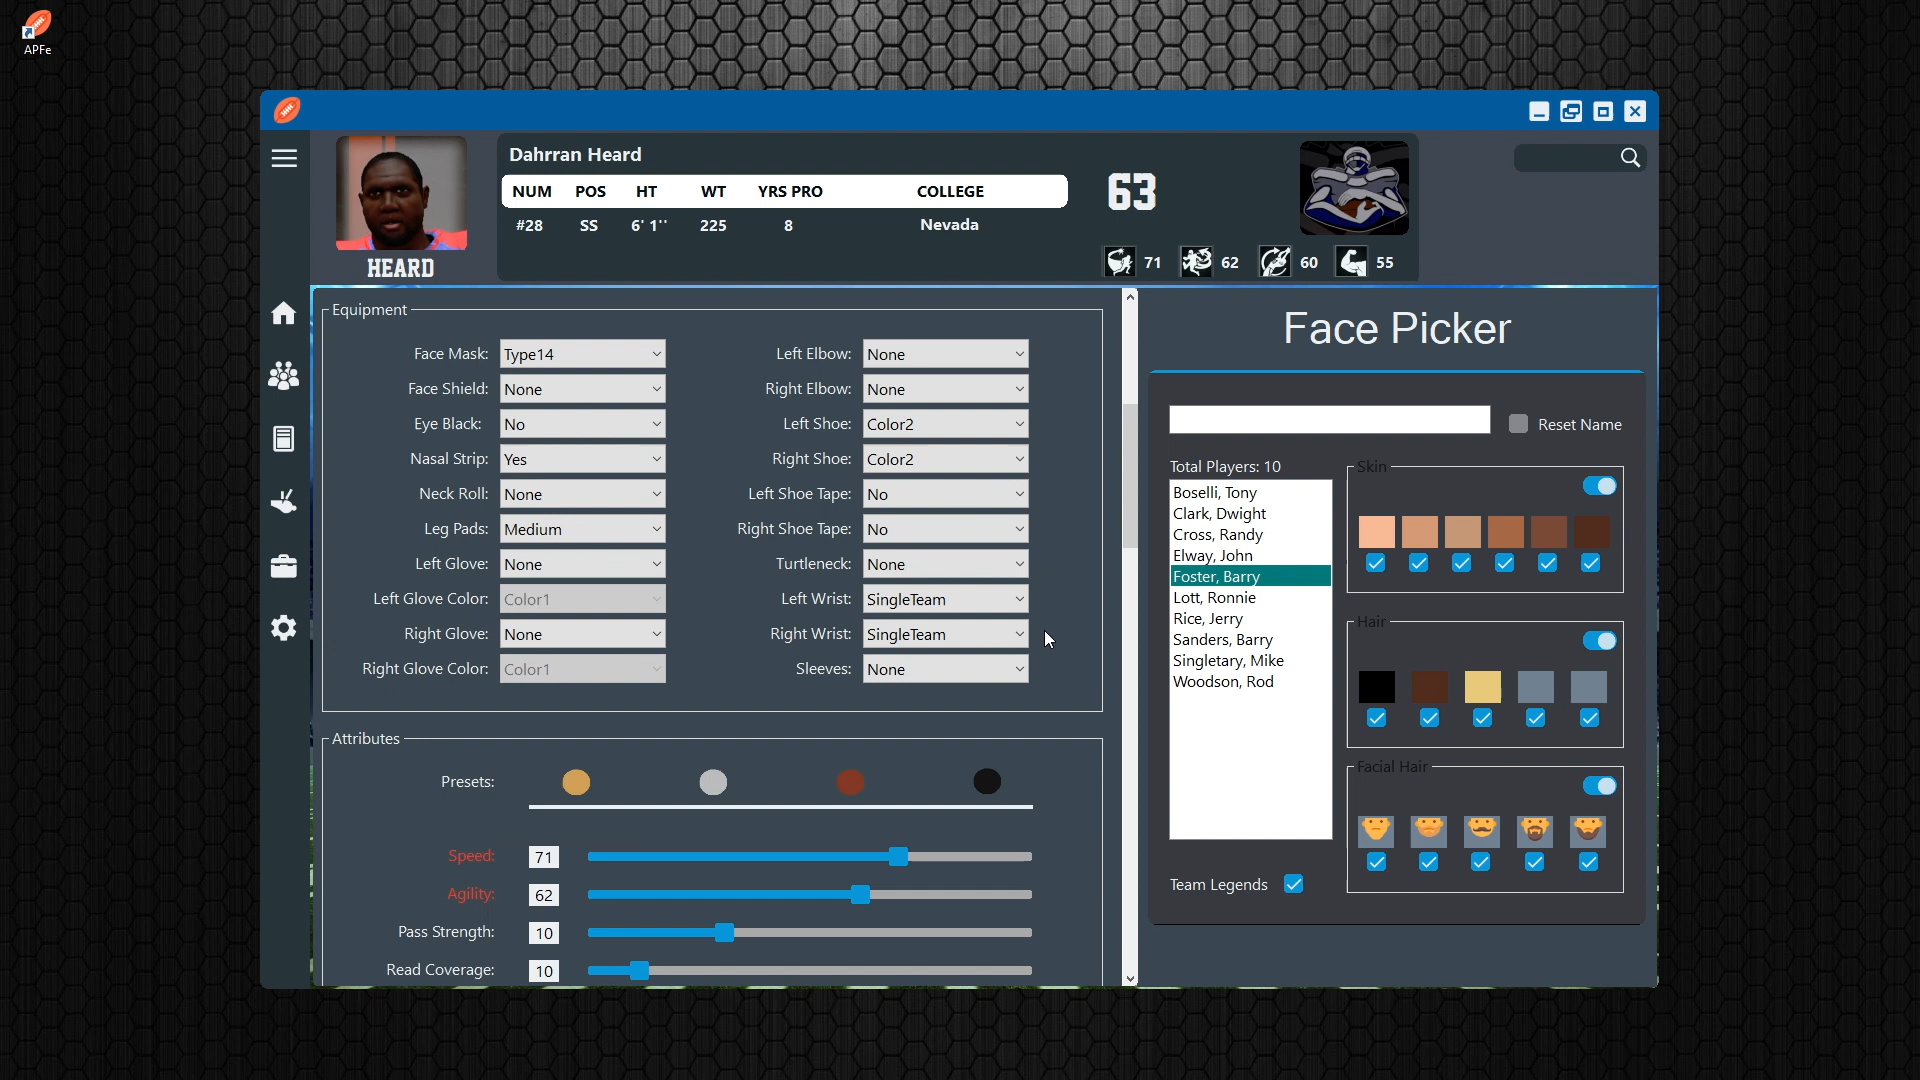 APFe
Dahrran Heard
NUM POS HT WT YRS PRO COLLEGE
#28 SS 6' 1'' 225 8 Nevada
63
HEARD
71 62 60 55
Equipment
Face Mask: Type14
Face Shield: None
Eye Black: No
Nasal Strip: Yes
Neck Roll: None
Leg Pads: Medium
Left Glove: None
Left Glove Color: Color1
Right Glove: None
Right Glove Color: Color1
Left Elbow: None
Right Elbow: None
Left Shoe: Color2
Right Shoe: Color2
Left Shoe Tape: No
Right Shoe Tape: No
Turtleneck: None
Left Wrist: SingleTeam
Right Wrist: SingleTeam
Sleeves: None
Attributes
Presets:
Speed: 71
Agility: 62
Pass Strength: 10
Read Coverage: 10
Face Picker
Reset Name
Total Players: 10
Boselli, Tony
Clark, Dwight
Cross, Randy
Elway, John
Foster, Barry
Lott, Ronnie
Rice, Jerry
Sanders, Barry
Singletary, Mike
Woodson, Rod
Team Legends
Skin
Hair
Facial Hair